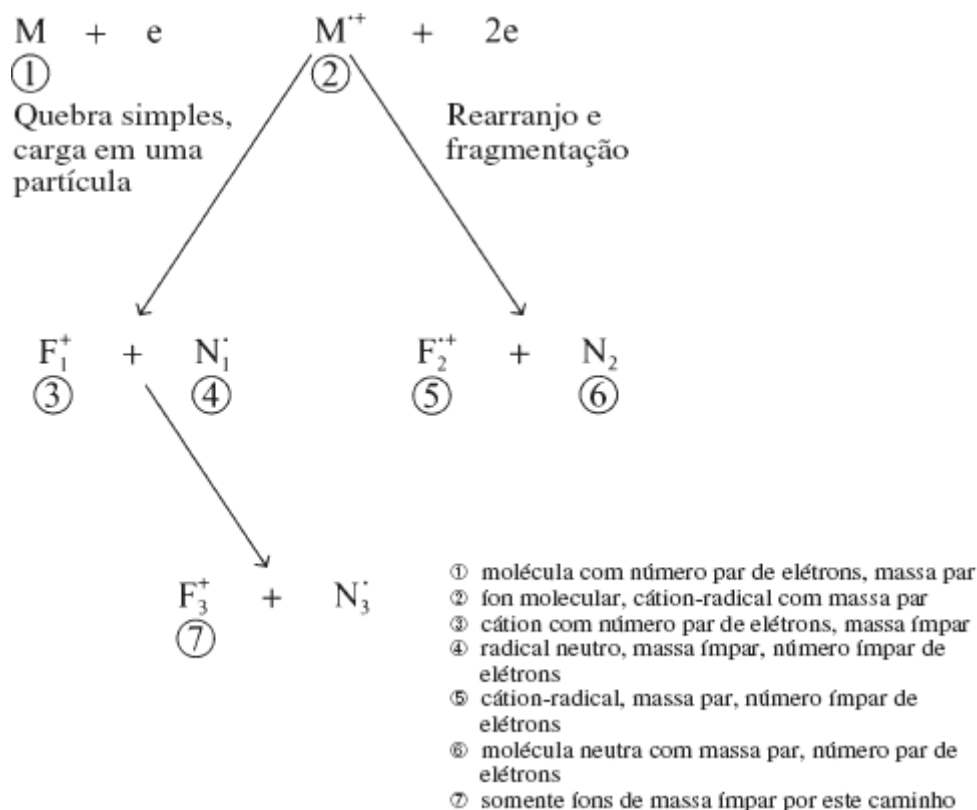 M + e M·+ + 2e
① ②
Quebra simples,
carga em uma
partícula
Rearranjo e
fragmentação
F₁⁺ + N₁· F₂·+ + N₂
③ ④ ⑤ ⑥
F₃⁺ + N₃·
⑦
① molécula com número par de elétrons, massa par
② íon molecular, cátion-radical com massa par
③ cátion com número par de elétrons, massa ímpar
④ radical neutro, massa ímpar, número ímpar de
elétrons
⑤ cátion-radical, massa par, número ímpar de
elétrons
⑥ molécula neutra com massa par, número par de
elétrons
⑦ somente íons de massa ímpar por este caminho